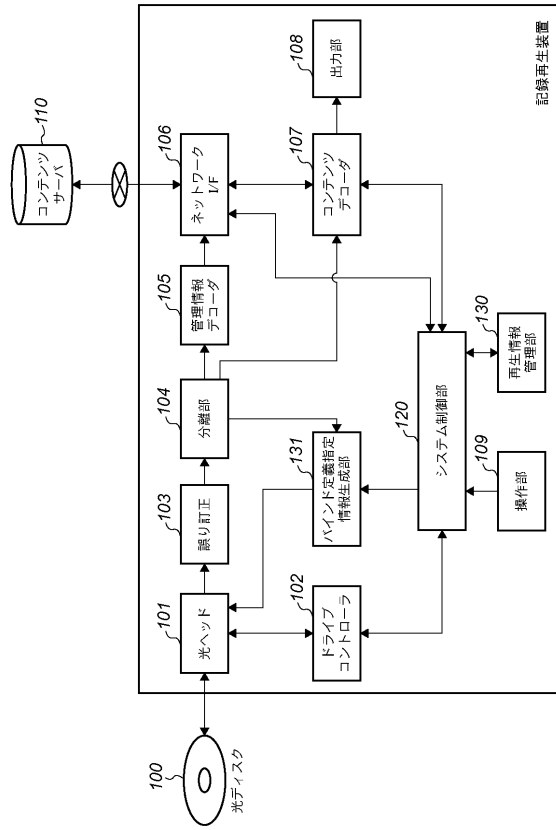 110
コンテンツ
サーバ
106
ネットワーク
I/F
108
出力部
107
コンテンツ
デコーダ
105
管理情報
デコーダ
104
分離部
103
誤り訂正
101
光ヘッド
100
光ディスク
131
バインド定義指定
情報生成部
102
ドライブ
コントローラ
120
システム制御部
130
再生情報
管理部
109
操作部
記録再生装置